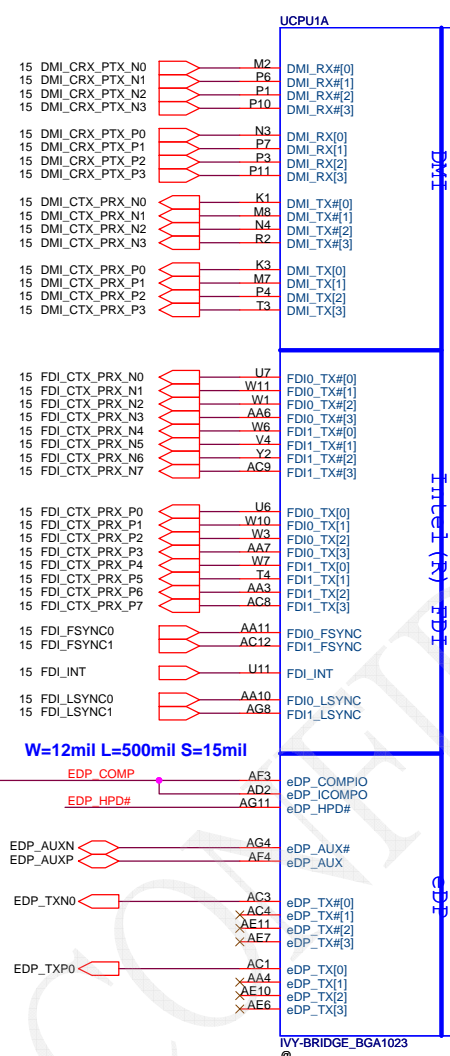 UCPU1A
15 DMI_CRX_PTX_N0 M2 DMI_RX#[0]
15 DMI_CRX_PTX_N1 P6 DMI_RX#[1]
15 DMI_CRX_PTX_N2 P1 DMI_RX#[2]
15 DMI_CRX_PTX_N3 P10 DMI_RX#[3]
15 DMI_CRX_PTX_P0 N3 DMI_RX[0]
15 DMI_CRX_PTX_P1 P7 DMI_RX[1]
15 DMI_CRX_PTX_P2 P3 DMI_RX[2]
15 DMI_CRX_PTX_P3 P11 DMI_RX[3]
DMI
15 DMI_CTX_PRX_N0 K1 DMI_TX#[0]
15 DMI_CTX_PRX_N1 M8 DMI_TX#[1]
15 DMI_CTX_PRX_N2 N4 DMI_TX#[2]
15 DMI_CTX_PRX_N3 R2 DMI_TX#[3]
15 DMI_CTX_PRX_P0 K3 DMI_TX[0]
15 DMI_CTX_PRX_P1 M7 DMI_TX[1]
15 DMI_CTX_PRX_P2 P4 DMI_TX[2]
15 DMI_CTX_PRX_P3 T3 DMI_TX[3]
15 FDI_CTX_PRX_N0 U7 FDI0_TX#[0]
15 FDI_CTX_PRX_N1 W11 FDI0_TX#[1]
15 FDI_CTX_PRX_N2 W1 FDI0_TX#[2]
15 FDI_CTX_PRX_N3 AA6 FDI0_TX#[3]
15 FDI_CTX_PRX_N4 W6 FDI1_TX#[0]
15 FDI_CTX_PRX_N5 V4 FDI1_TX#[1]
15 FDI_CTX_PRX_N6 Y2 FDI1_TX#[2]
15 FDI_CTX_PRX_N7 AC9 FDI1_TX#[3]
Intel(R) FDI
15 FDI_CTX_PRX_P0 U6 FDI0_TX[0]
15 FDI_CTX_PRX_P1 W10 FDI0_TX[1]
15 FDI_CTX_PRX_P2 W3 FDI0_TX[2]
15 FDI_CTX_PRX_P3 AA7 FDI0_TX[3]
15 FDI_CTX_PRX_P4 W7 FDI1_TX[0]
15 FDI_CTX_PRX_P5 T4 FDI1_TX[1]
15 FDI_CTX_PRX_P6 AA3 FDI1_TX[2]
15 FDI_CTX_PRX_P7 AC8 FDI1_TX[3]
15 FDI_FSYNC0 AA11 FDI0_FSYNC
15 FDI_FSYNC1 AC12 FDI1_FSYNC
15 FDI_INT U11 FDI_INT
15 FDI_LSYNC0 AA10 FDI0_LSYNC
15 FDI_LSYNC1 AG8 FDI1_LSYNC
W=12mil L=500mil S=15mil
EDP_COMP AF3 eDP_COMPIO
AD2 eDP_ICOMPO
EDP_HPD# AG11 eDP_HPD#
EDP_AUXN AG4 eDP_AUX#
EDP_AUXP AF4 eDP_AUX
eDP
EDP_TXN0 AC3 eDP_TX#[0]
AC4 eDP_TX#[1]
AE11 eDP_TX#[2]
AE7 eDP_TX#[3]
EDP_TXP0 AC1 eDP_TX[0]
AA4 eDP_TX[1]
AE10 eDP_TX[2]
AE6 eDP_TX[3]
IVY-BRIDGE_BGA1023
@
CONFI